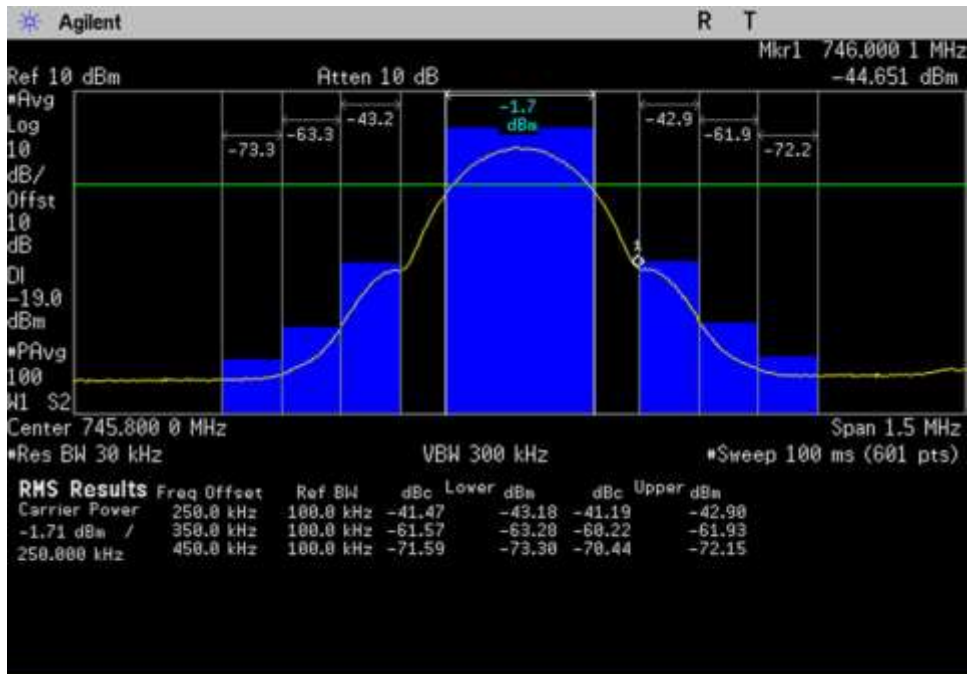 Agilent R T
Mkr1 746.000 1 MHz
Ref 10 dBm Atten 10 dB -44.651 dBm
#Avg
Log
10
dB/
Offst
10
dB
DI
-19.0
dBm
#PAvg
100
W1 S2
-73.3
-63.3
-43.2
-1.7
dBm
-42.9
-61.9
-72.2
1
Center 745.800 0 MHz Span 1.5 MHz
#Res BW 30 kHz VBW 300 kHz #Sweep 100 ms (601 pts)
RMS Results Freq Offset Ref BW dBc Lower dBm dBc Upper dBm
Carrier Power 250.0 kHz 100.0 kHz -41.47 -43.18 -41.19 -42.90
-1.71 dBm / 350.0 kHz 100.0 kHz -61.57 -63.28 -60.22 -61.93
250.000 kHz 450.0 kHz 100.0 kHz -71.59 -73.30 -70.44 -72.15